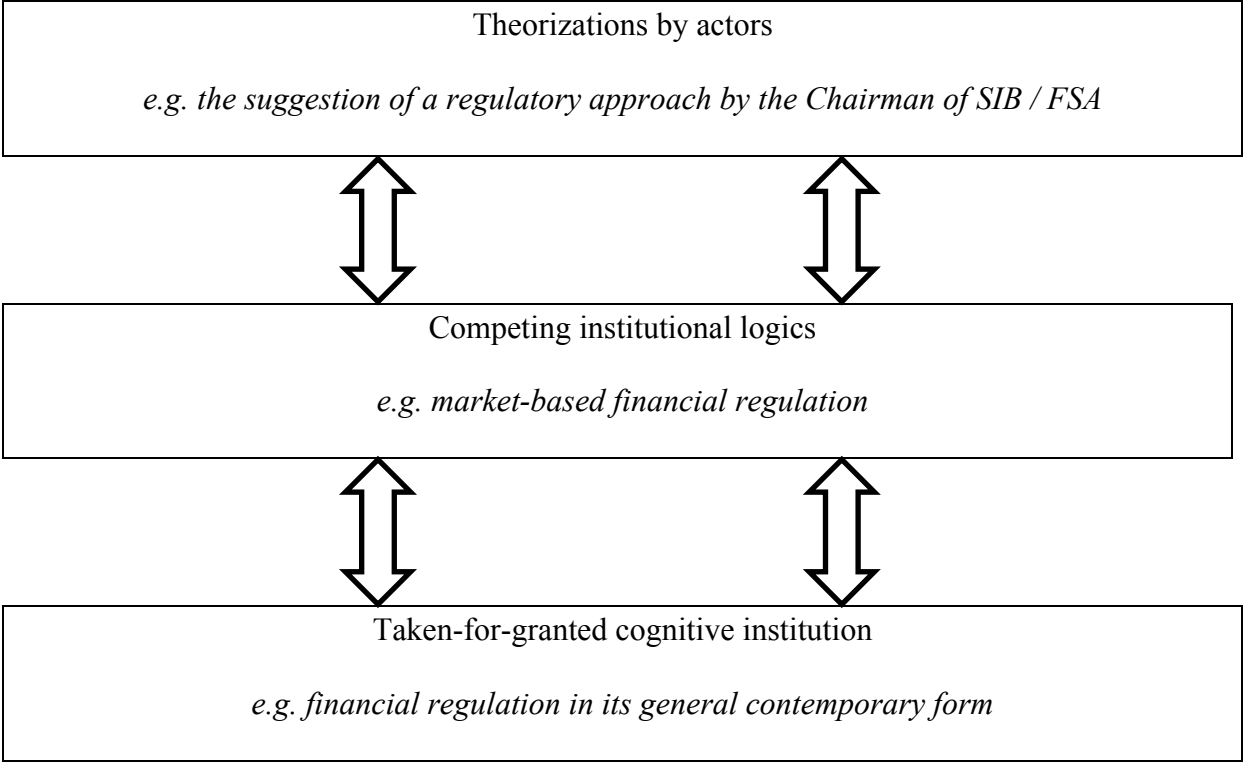 Theorizations by actors
e.g. the suggestion of a regulatory approach by the Chairman of SIB / FSA
Competing institutional logics
e.g. market-based financial regulation
Taken-for-granted cognitive institution
e.g. financial regulation in its general contemporary form